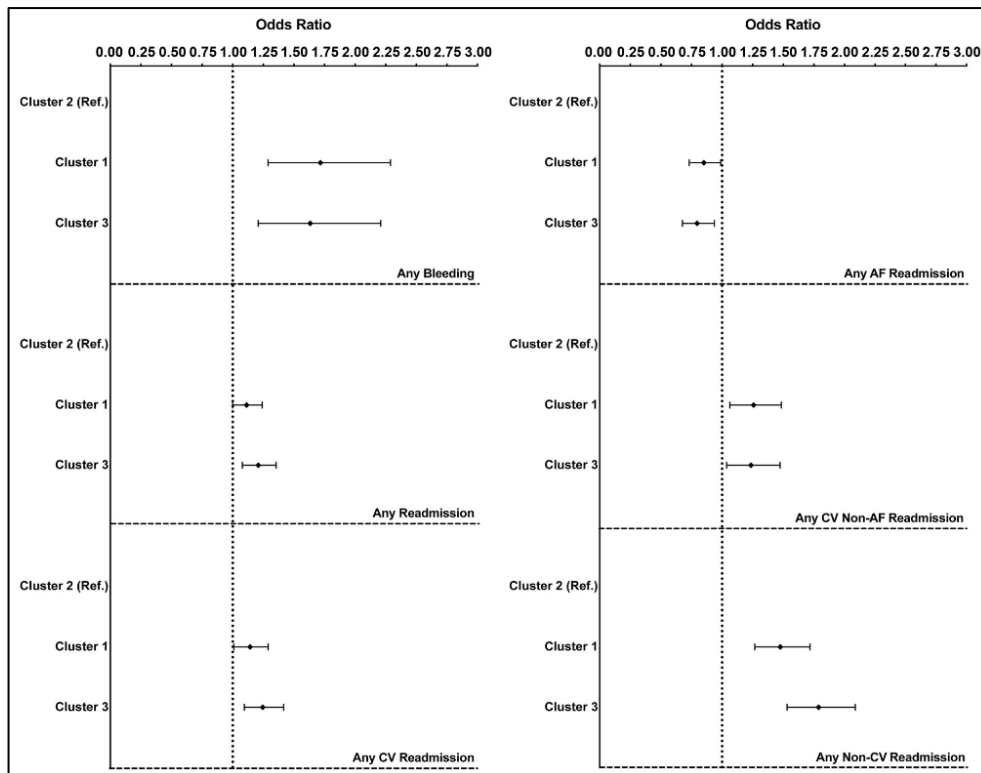 Odds Ratio
0.00 0.25 0.50 0.75 1.00 1.25 1.50 1.75 2.00 2.25 2.50 2.75 3.00
Cluster 2 (Ref.)
Cluster 1
Cluster 3
Any Bleeding
Cluster 2 (Ref.)
Cluster 1
Cluster 3
Any Readmission
Cluster 2 (Ref.)
Cluster 1
Cluster 3
Any CV Readmission
Odds Ratio
0.00 0.25 0.50 0.75 1.00 1.25 1.50 1.75 2.00 2.25 2.50 2.75 3.00
Cluster 2 (Ref.)
Cluster 1
Cluster 3
Any AF Readmission
Cluster 2 (Ref.)
Cluster 1
Cluster 3
Any CV Non-AF Readmission
Cluster 2 (Ref.)
Cluster 1
Cluster 3
Any Non-CV Readmission